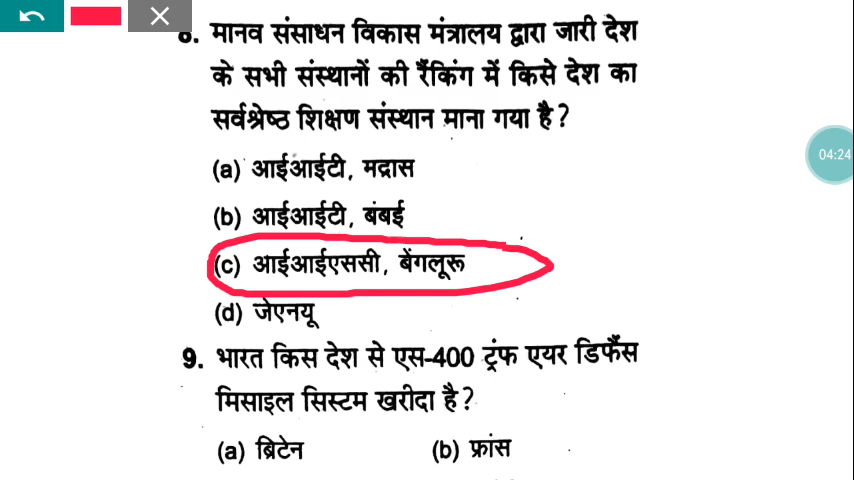 8. मानव संसाधन विकास मंत्रालय द्वारा जारी देश
के सभी संस्थानों की रैंकिंग में किसे देश का
सर्वश्रेष्ठ शिक्षण संस्थान माना गया है?
(a) आईआईटी, मद्रास
(b) आईआईटी, बंबई
(c) आईआईएससी, बेंगलूरू
(d) जेएनयू
9. भारत किस देश से एस-400 ट्रंफ एयर डिफेंस
मिसाइल सिस्टम खरीदा है?
(a) ब्रिटेन (b) फ्रांस
04:24